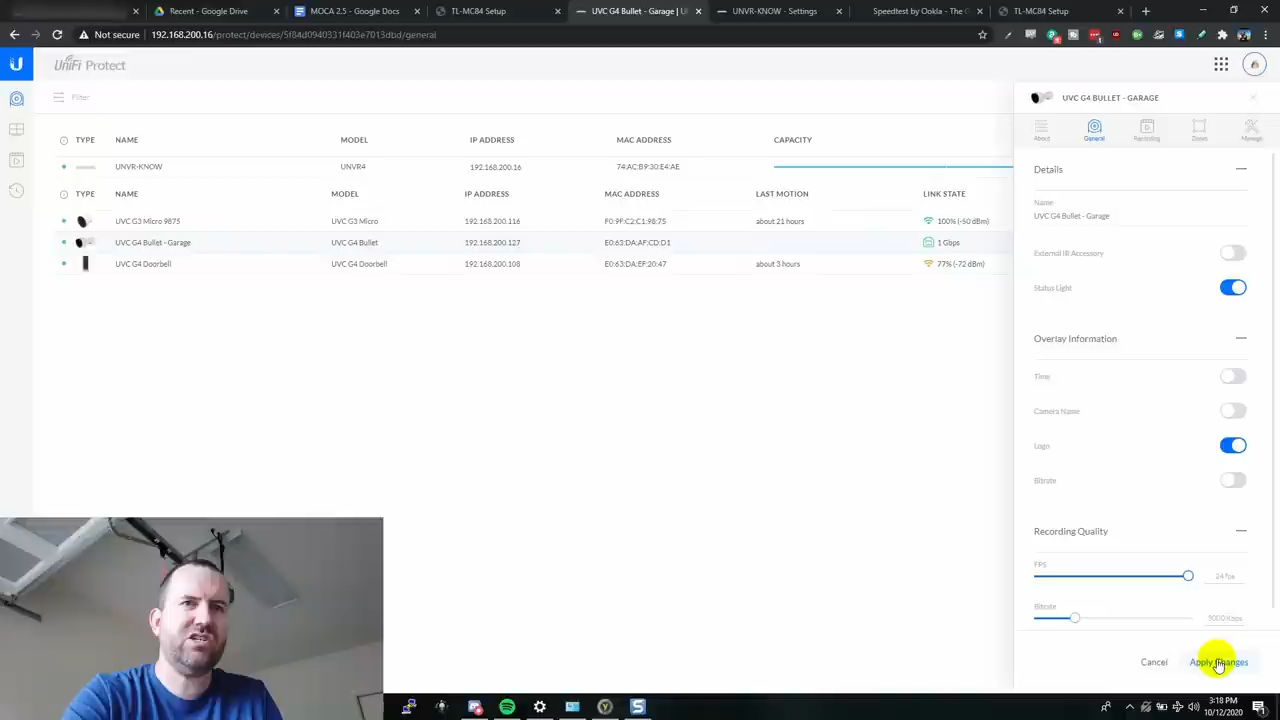 Recent - Google Drive
MOCA 2.5 - Google Docs
TL-MC84 - Settings
UVC G4 Bullet - Garage | U
UNVR-KNOW - Settings
Speedtest by Ookla - The G
TL-MC84
Not secure
192.168.200.16/protect/devices/5f84d0940331f403e7013dbd/general
UniFi Protect
Filter
UVC G4 BULLET - GARAGE
About
General
Recording
Zones
Manage
TYPE NAME MODEL IP ADDRESS MAC ADDRESS CAPACITY
UNVR-KNOW UNVR4 192.168.200.16 74:AC:B9:30:E4:AE
TYPE NAME MODEL IP ADDRESS MAC ADDRESS LAST MOTION LINK STATE
UVC G3 Micro 9875 UVC G3 Micro 192.168.200.116 F0:9F:C2:C1:98:75 about 21 hours 100% (-50 dBm)
UVC G4 Bullet - Garage UVC G4 Bullet 192.168.200.127 E0:63:DA:AF:CD:D1 1 Gbps
UVC G4 Doorbell UVC G4 Doorbell 192.168.200.108 E0:63:DA:EF:20:47 about 3 hours 77% (-72 dBm)
Details
Name
UVC G4 Bullet - Garage
External IR Accessory
Status Light
Overlay Information
Time
Camera Name
Logo
Bitrate
Recording Quality
FPS
24 fps
Bitrate
Cancel
Apply Changes
3:18 PM
10/12/2020